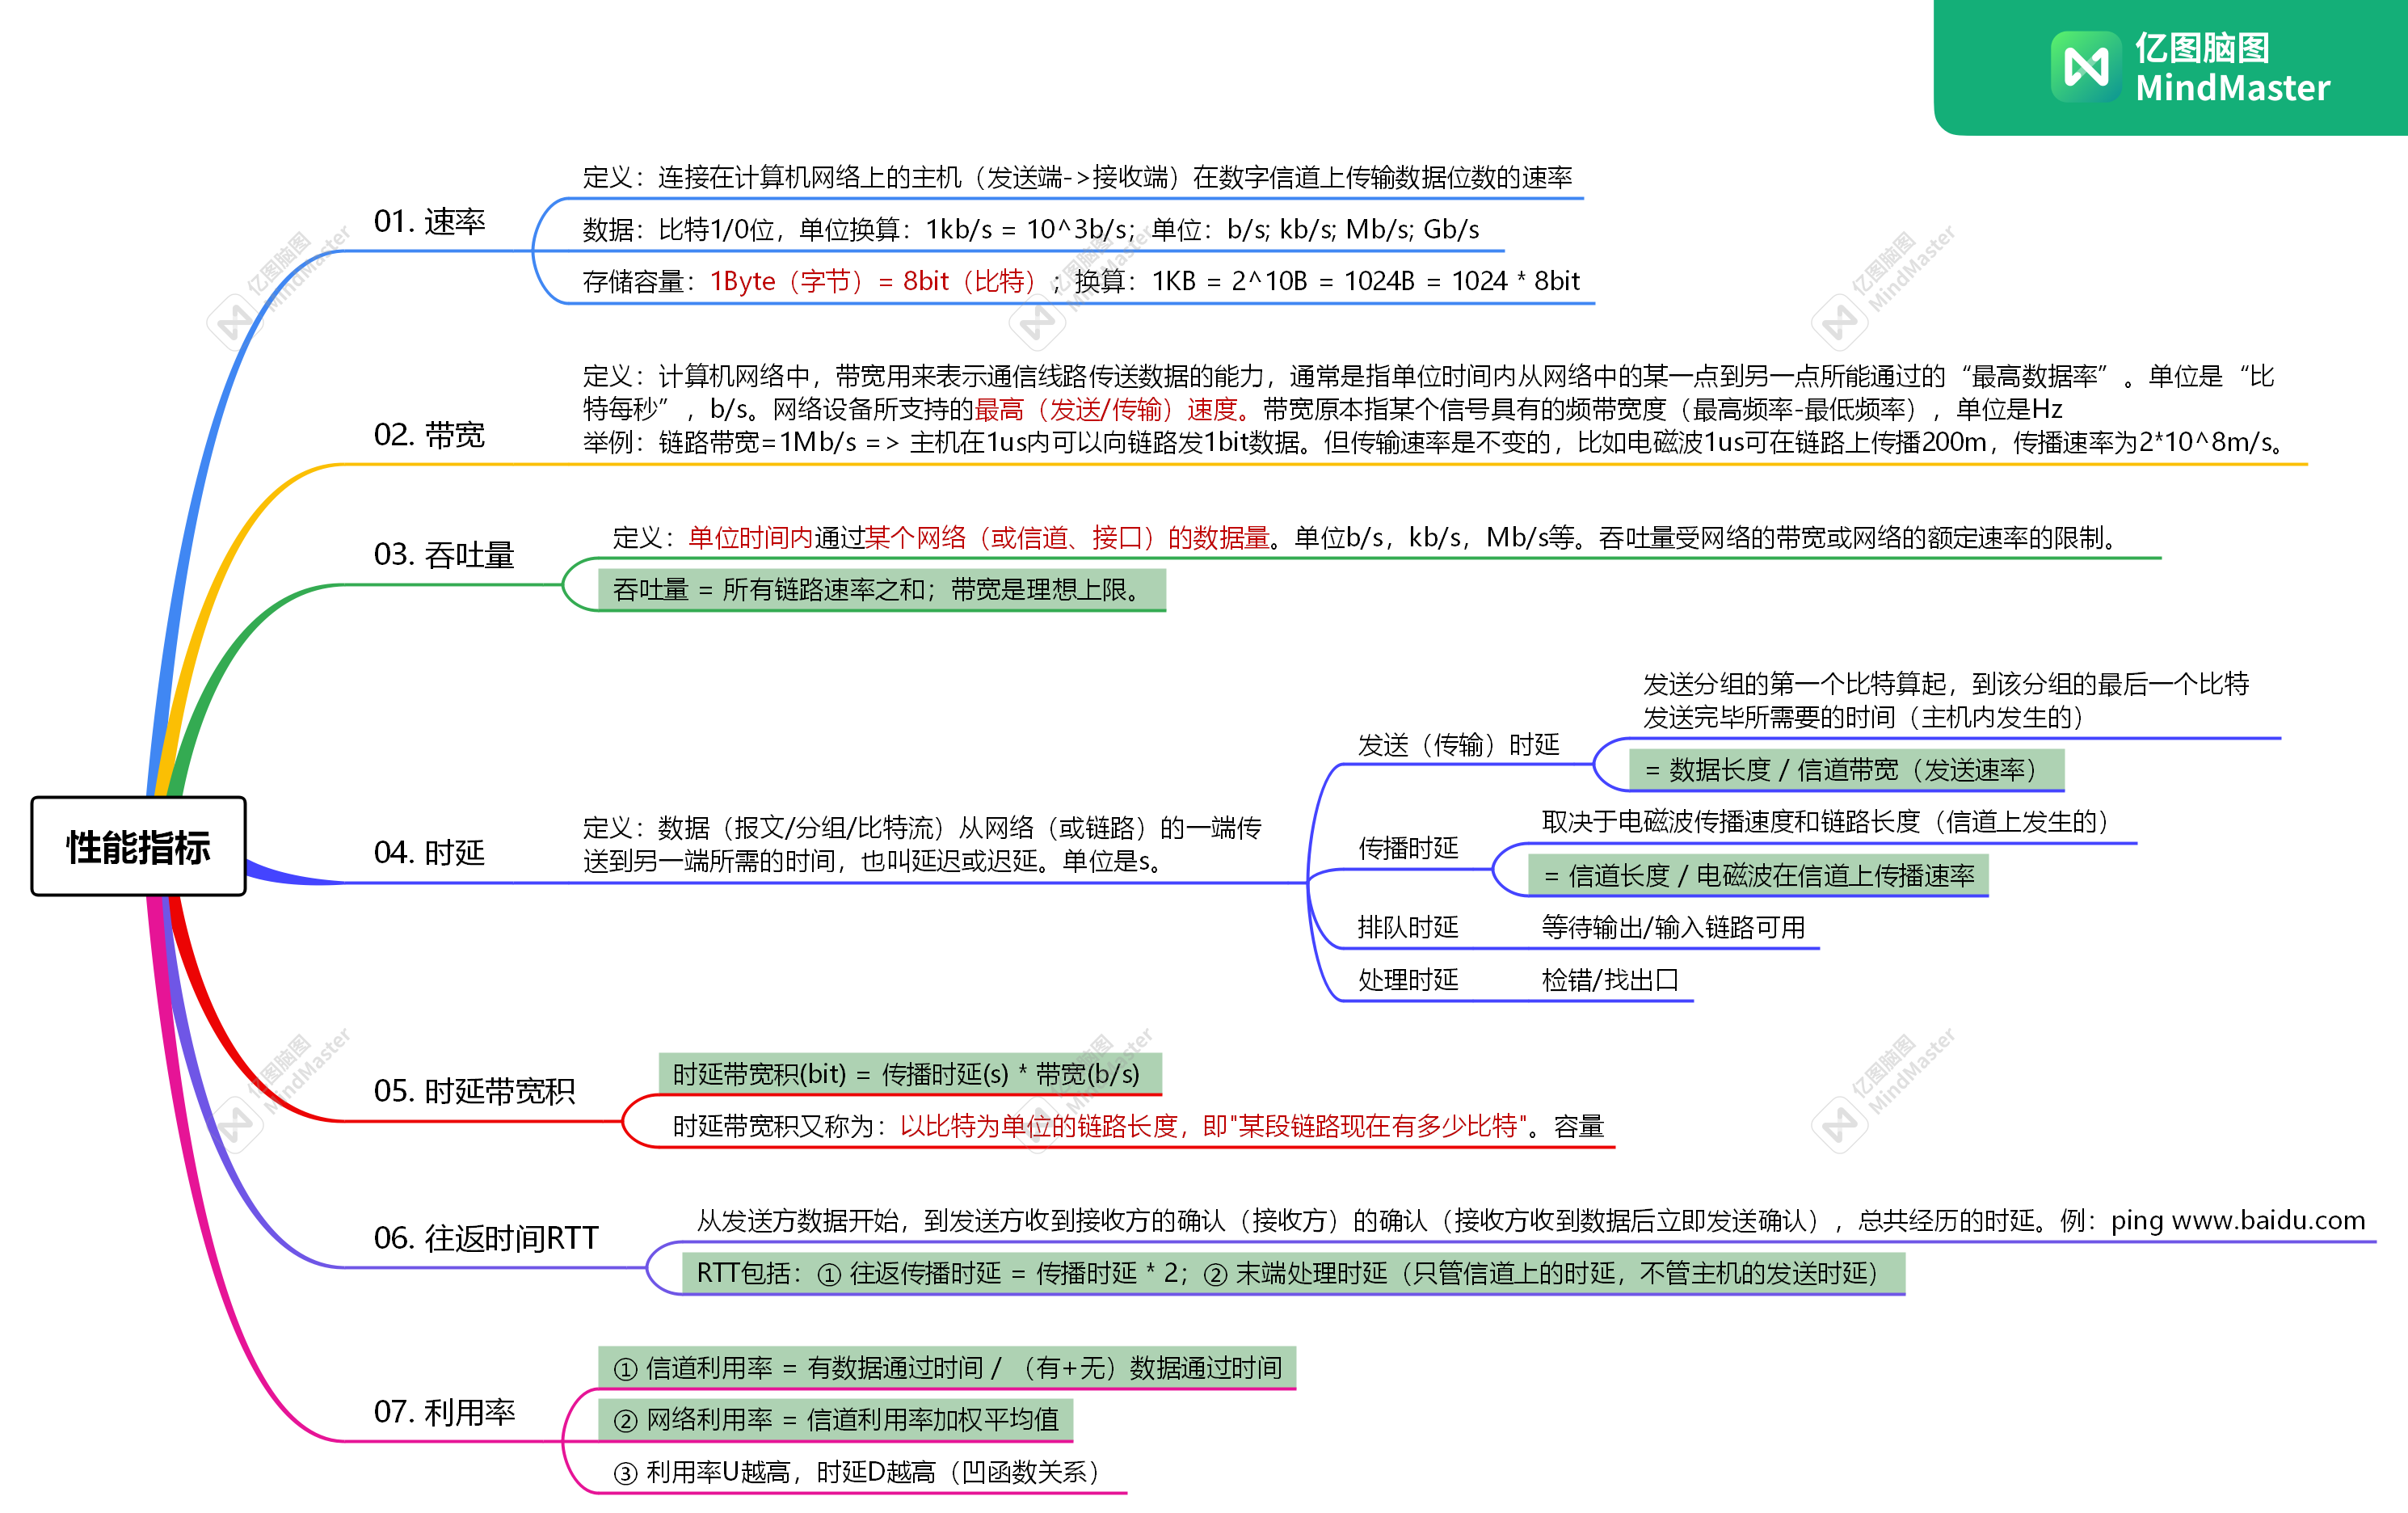 亿图脑图
MindMaster
性能指标
01. 速率
定义：连接在计算机网络上的主机（发送端->接收端）在数字信道上传输数据位数的速率
数据：比特1/0位，单位换算：1kb/s = 10^3b/s；单位：b/s; kb/s; Mb/s; Gb/s
存储容量：1Byte（字节）= 8bit（比特）；换算：1KB = 2^10B = 1024B = 1024 * 8bit
02. 带宽
定义：计算机网络中，带宽用来表示通信线路传送数据的能力，通常是指单位时间内从网络中的某一点到另一点所能通过的“最高数据率”。单位是“比
特每秒”，b/s。网络设备所支持的最高（发送/传输）速度。带宽原本指某个信号具有的频带宽度（最高频率-最低频率），单位是Hz
举例：链路带宽=1Mb/s => 主机在1us内可以向链路发1bit数据。但传输速率是不变的，比如电磁波1us可在链路上传播200m，传播速率为2*10^8m/s。
03. 吞吐量
定义：单位时间内通过某个网络（或信道、接口）的数据量。单位b/s，kb/s，Mb/s等。吞吐量受网络的带宽或网络的额定速率的限制。
吞吐量 = 所有链路速率之和；带宽是理想上限。
04. 时延
定义：数据（报文/分组/比特流）从网络（或链路）的一端传
送到另一端所需的时间，也叫延迟或迟延。单位是s。
发送（传输）时延
发送分组的第一个比特算起，到该分组的最后一个比特
发送完毕所需要的时间（主机内发生的）
= 数据长度 / 信道带宽（发送速率）
传播时延
取决于电磁波传播速度和链路长度（信道上发生的）
= 信道长度 / 电磁波在信道上传播速率
排队时延
等待输出/输入链路可用
处理时延
检错/找出口
05. 时延带宽积
时延带宽积(bit) = 传播时延(s) * 带宽(b/s)
时延带宽积又称为：以比特为单位的链路长度，即"某段链路现在有多少比特"。容量
06. 往返时间RTT
从发送方数据开始，到发送方收到接收方的确认（接收方）的确认（接收方收到数据后立即发送确认），总共经历的时延。例：ping www.baidu.com
RTT包括：① 往返传播时延 = 传播时延 * 2；② 末端处理时延（只管信道上的时延，不管主机的发送时延）
07. 利用率
① 信道利用率 = 有数据通过时间 / （有+无）数据通过时间
② 网络利用率 = 信道利用率加权平均值
③ 利用率U越高，时延D越高（凹函数关系）
亿图脑图
MindMaster
亿图脑图
MindMaster
亿图脑图
MindMaster
亿图脑图
MindMaster
亿图脑图
MindMaster
亿图脑图
MindMaster